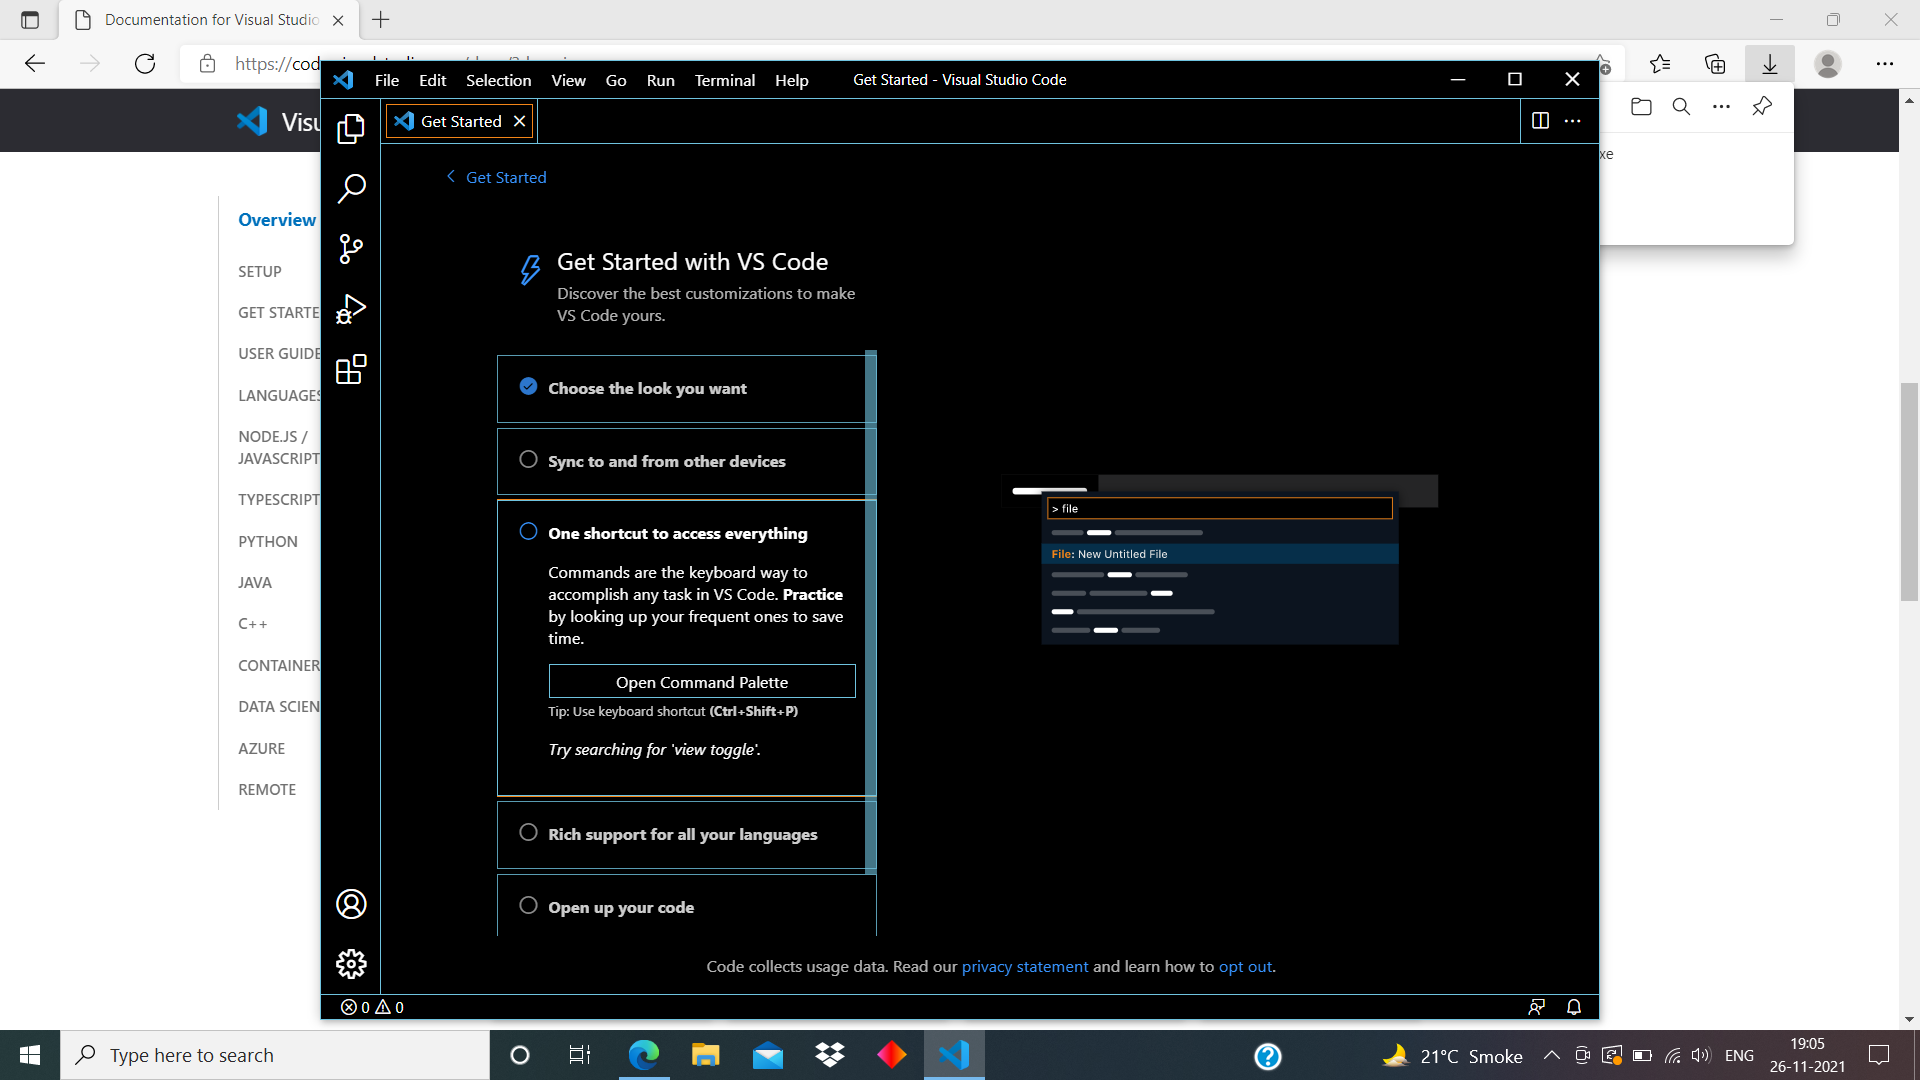 Documentation for Visual Studio
https://cod
File Edit Selection View Go Run Terminal Help
Get Started - Visual Studio Code
Visu
Get Started
xe
Get Started
Overview
SETUP
GET STARTE
USER GUIDE
LANGUAGES
NODE.JS /
JAVASCRIPT
TYPESCRIPT
PYTHON
JAVA
C++
CONTAINER
DATA SCIEN
AZURE
REMOTE
Get Started with VS Code
Discover the best customizations to make
VS Code yours.
Choose the look you want
Sync to and from other devices
One shortcut to access everything
Commands are the keyboard way to
accomplish any task in VS Code. Practice
by looking up your frequent ones to save
time.
Open Command Palette
Tip: Use keyboard shortcut (Ctrl+Shift+P)
Try searching for 'view toggle'.
Rich support for all your languages
Open up your code
> file
File: New Untitled File
Code collects usage data. Read our privacy statement and learn how to opt out.
0 0
Type here to search
21°C Smoke
ENG
19:05
26-11-2021